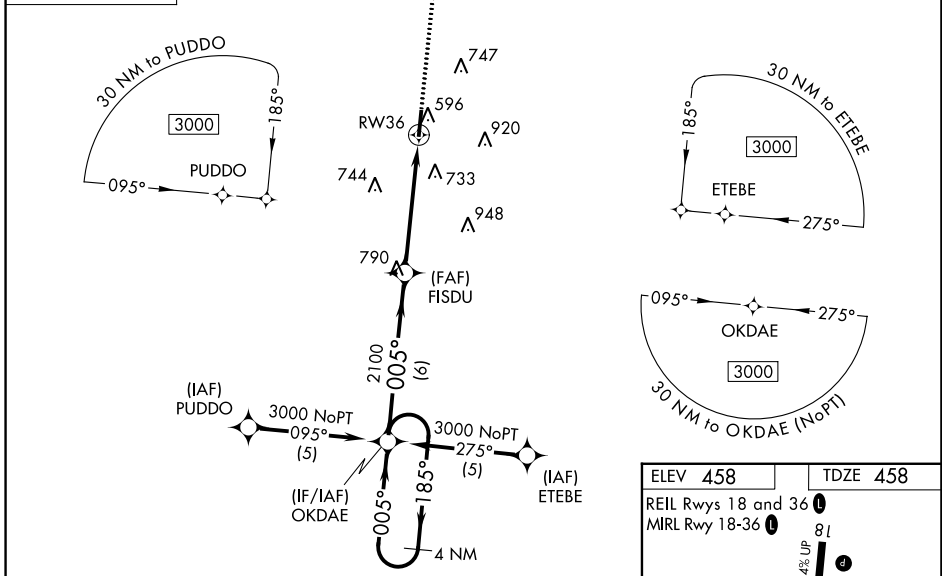 747
30 NM to PUDDO
185°
3000
PUDDO
095°
596
RW36
920
744
733
948
30 NM to ETEBE
185°
3000
ETEBE
275°
790
(FAF)
FISDU
095°
275°
OKDAE
3000
30 NM to OKDAE (NoPT)
2100
005°
(6)
(IAF)
PUDDO
3000 NoPT
095°
(5)
3000 NoPT
275°
(5)
(IAF)
ETEBE
(IF/IAF)
OKDAE
005°
185°
4 NM
ELEV 458
TDZE 458
REIL Rwys 18 and 36 L
MIRL Rwy 18-36 L
18
4% UP
P